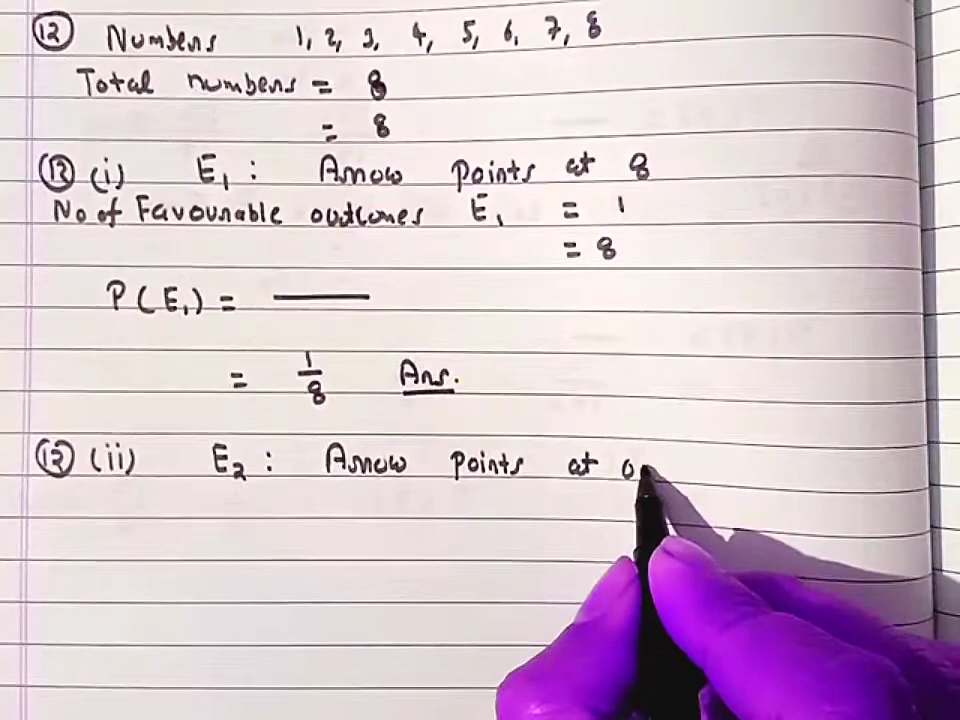 12 Numbers 1, 2, 3, 4, 5, 6, 7, 8
Total numbers = 8
= 8
12 (i) E1 : Arrow points at 8
No of Favourable outcomes E1 = 1
= 8
P(E1) =
= 1/8 Ans.
12 (ii) E2 : Arrow points at o